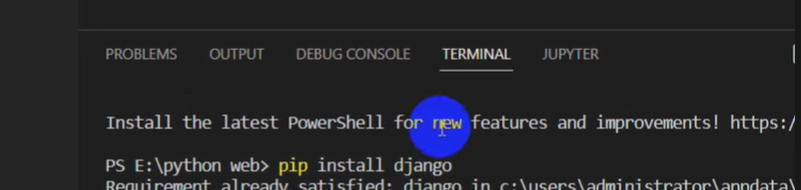 PROBLEMS OUTPUT DEBUG CONSOLE TERMINAL JUPYTER
Install the latest PowerShell for new features and improvements! https:/
PS E:\python web> pip install django
Requirement already satisfied: django in c:\users\administrator\appdata\